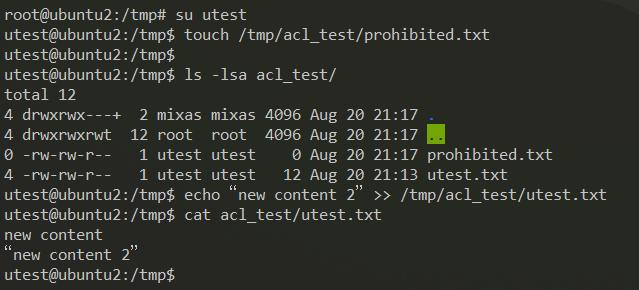 root@ubuntu2:/tmp# su utest
utest@ubuntu2:/tmp$ touch /tmp/acl_test/prohibited.txt
utest@ubuntu2:/tmp$
utest@ubuntu2:/tmp$ ls -lsa acl_test/
total 12
4 drwxrwx---+  2 mixas mixas 4096 Aug 20 21:17 .
4 drwxrwxrwt  12 root  root  4096 Aug 20 21:17 ..
0 -rw-rw-r--   1 utest utest    0 Aug 20 21:17 prohibited.txt
4 -rw-rw-r--   1 utest utest   12 Aug 20 21:13 utest.txt
utest@ubuntu2:/tmp$ echo “new content 2” >> /tmp/acl_test/utest.txt
utest@ubuntu2:/tmp$ cat acl_test/utest.txt
new content
“new content 2”
utest@ubuntu2:/tmp$